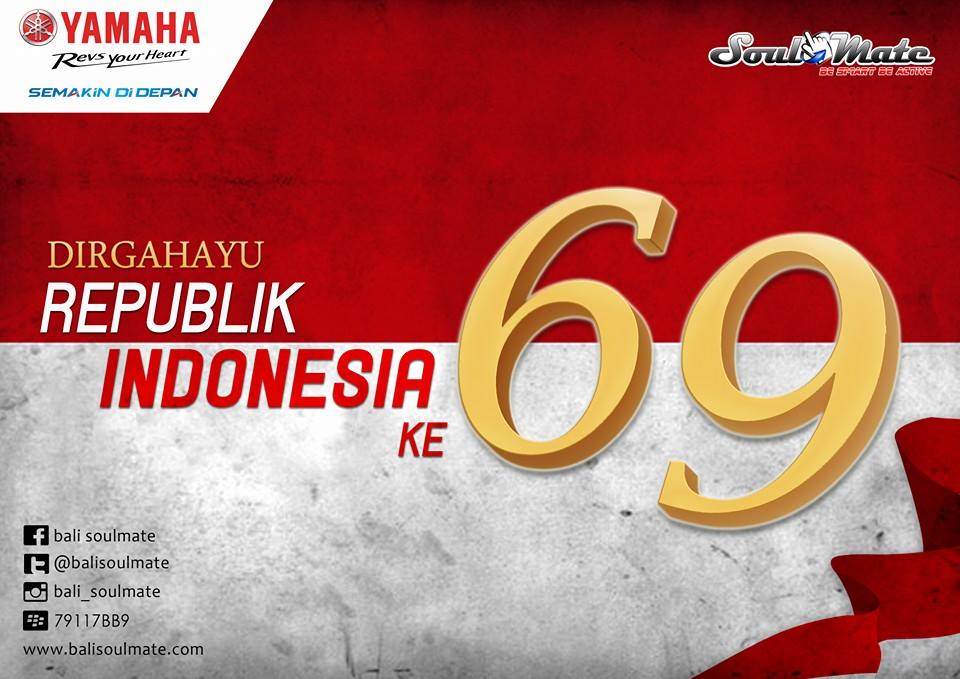 YAMAHA
Revs Your Heart
SEMAKIN DI DEPAN
Soul Mate
BE SMART BE ACTIVE
DIRGAHAYU
REPUBLIK
INDONESIA
KE
69
bali soulmate
@balisoulmate
bali_soulmate
79117BB9
www.balisoulmate.com